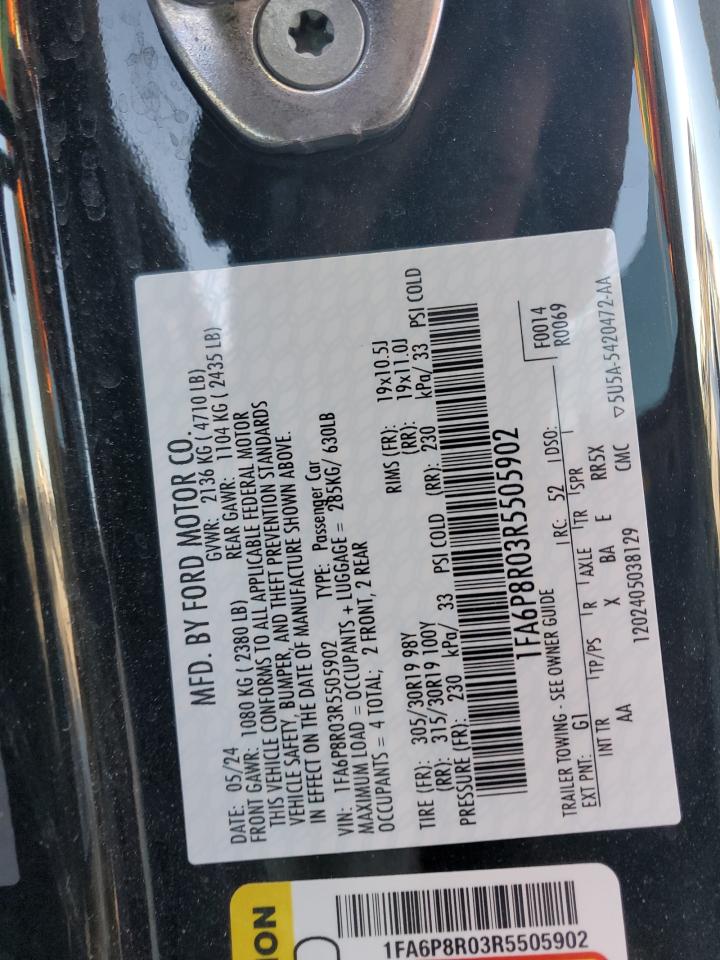 MFD. BY FORD MOTOR CO.
DATE: 05/24 GVWR: 2136 KG ( 4710 LB)
FRONT GAWR: 1080 KG ( 2380 LB) REAR GAWR: 1104 KG ( 2435 LB)
THIS VEHICLE CONFORMS TO ALL APPLICABLE FEDERAL MOTOR
VEHICLE SAFETY, BUMPER, AND THEFT PREVENTION STANDARDS
IN EFFECT ON THE DATE OF MANUFACTURE SHOWN ABOVE.
VIN: 1FA6P8R03R5505902 TYPE: Passenger Car
MAXIMUM LOAD = OCCUPANTS + LUGGAGE = 285KG/ 630LB
OCCUPANTS = 4 TOTAL; 2 FRONT, 2 REAR
TIRE (FR): 305/30R19 98Y RIMS (FR): 19x10.5J
(RR): 315/30R19 100Y (RR): 19x11.0J
PRESSURE (FR): 230 kPa/ 33 PSI COLD (RR): 230 kPa/ 33 PSI COLD
1FA6P8R03R5505902
F0014
R0069
TRAILER TOWING - SEE OWNER GUIDE
EXT PNT: G1 RC: 52 DSO:
INT TR TP/PS R AXLE TR SPR
AA X BA E RR5X
1202405038129 CMC
▽5U5A-5420472-AA
ION
1FA6P8R03R5505902